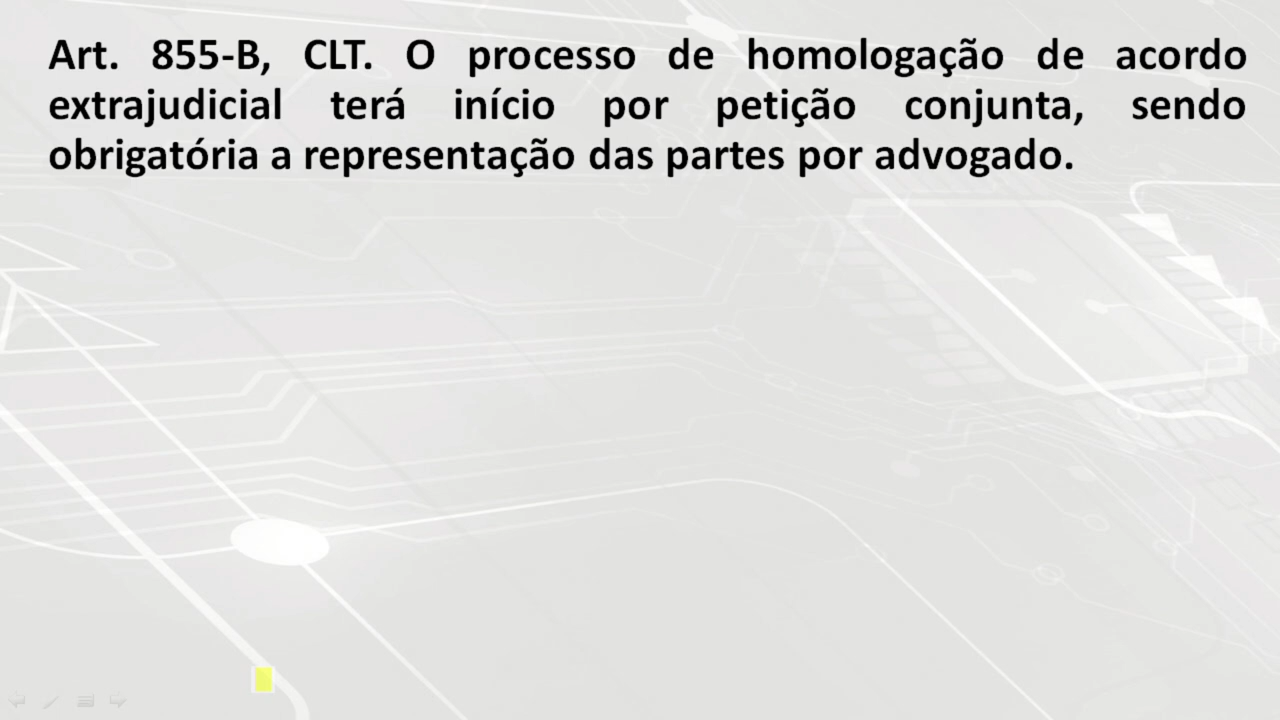 Art. 855-B, CLT. O processo de homologação de acordo
extrajudicial terá início por petição conjunta, sendo
obrigatória a representação das partes por advogado.